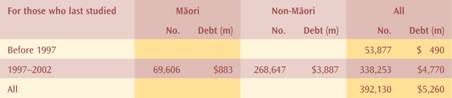 For those who last studied Māori Non-Māori All
No. Debt (m) No. Debt (m) No. Debt (m)
Before 1997 53,877 $ 490
1997–2002 69,606 $883 268,647 $3,887 338,253 $4,770
All 392,130 $5,260